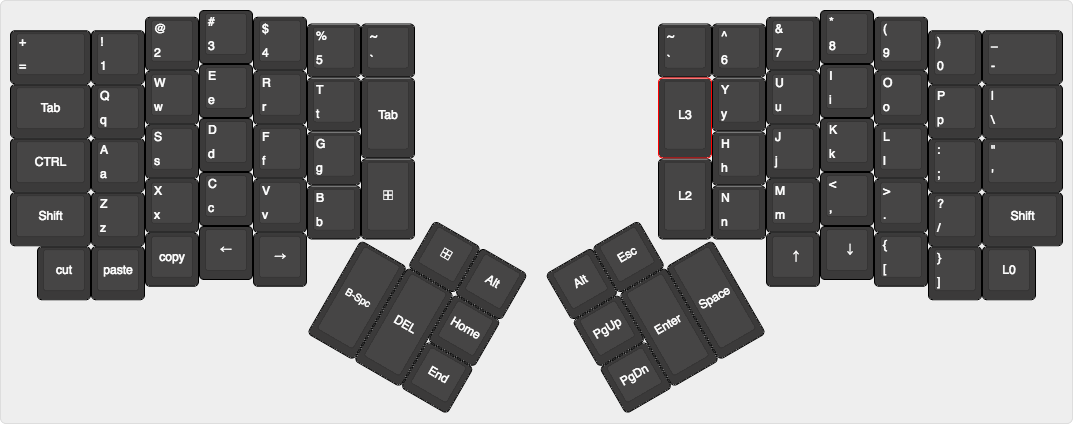 + ! @ # $ % ~
= 1 2 3 4 5 `
Tab Q W E R T Tab
q w e r t
CTRL A S D F G ⊞
a s d f g
Shift Z X C V B
z x c v b
cut paste copy ← →
⊞ Alt
B-Spc DEL Home
End
~ ^ & * ( ) _
` 6 7 8 9 0 -
L3 Y U I O P |
y u i o p \
H J K L : "
h j k l ; '
L2 N M < > ? Shift
n m , . /
↑ ↓ { } L0
[ ]
Alt Esc
PgUp Enter Space
PgDn